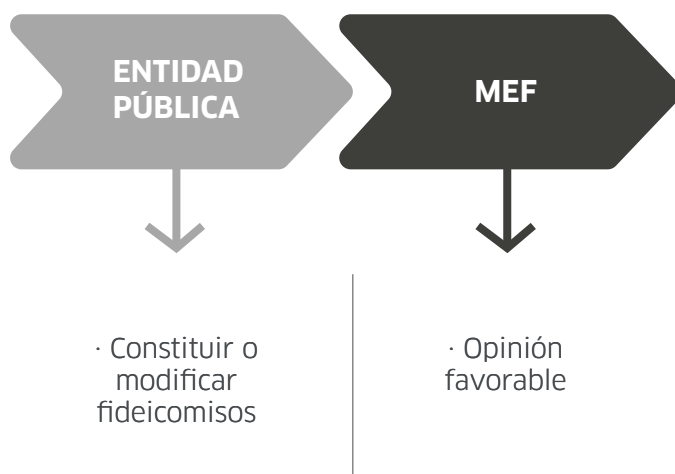 ENTIDAD
PÚBLICA
MEF
· Constituir o
modificar
fideicomisos
· Opinión
favorable